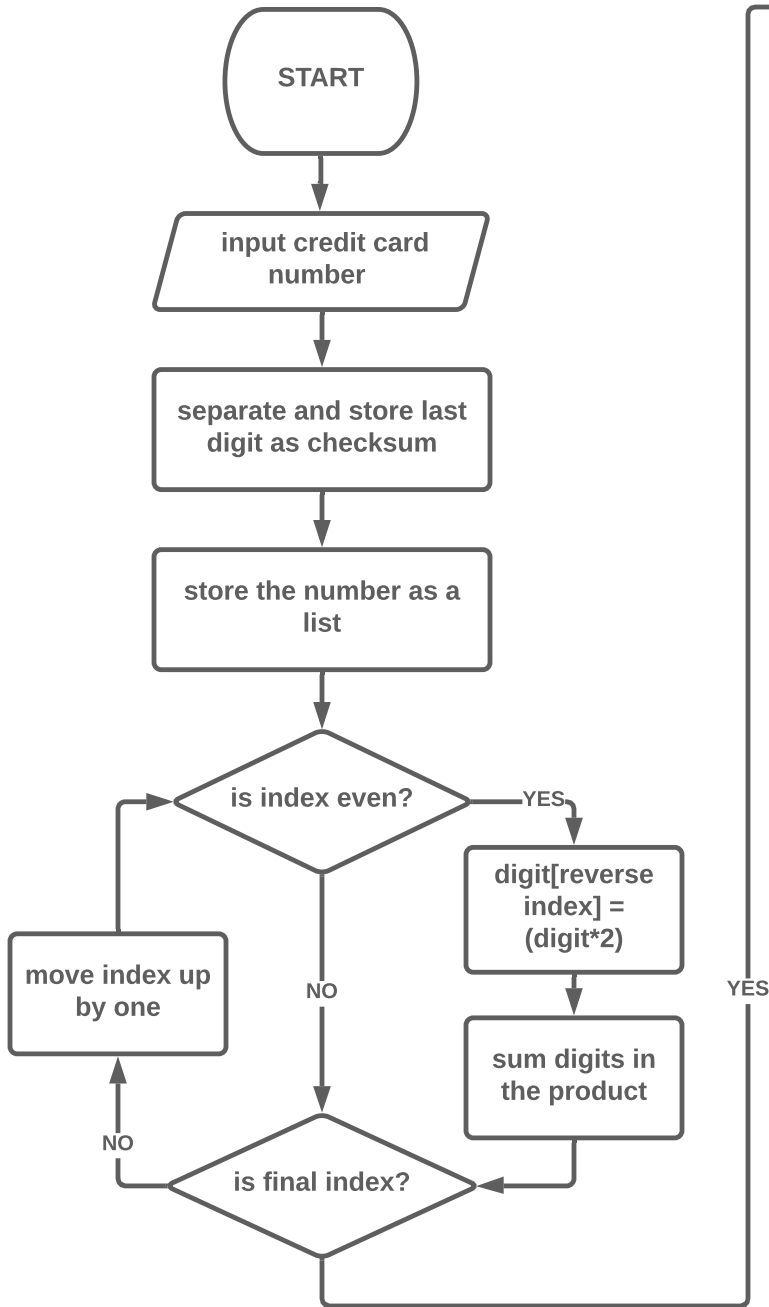 START
input credit card
number
separate and store last
digit as checksum
store the number as a
list
is index even?
YES
digit[reverse
index] =
(digit*2)
move index up
by one
NO
YES
sum digits in
the product
NO
is final index?